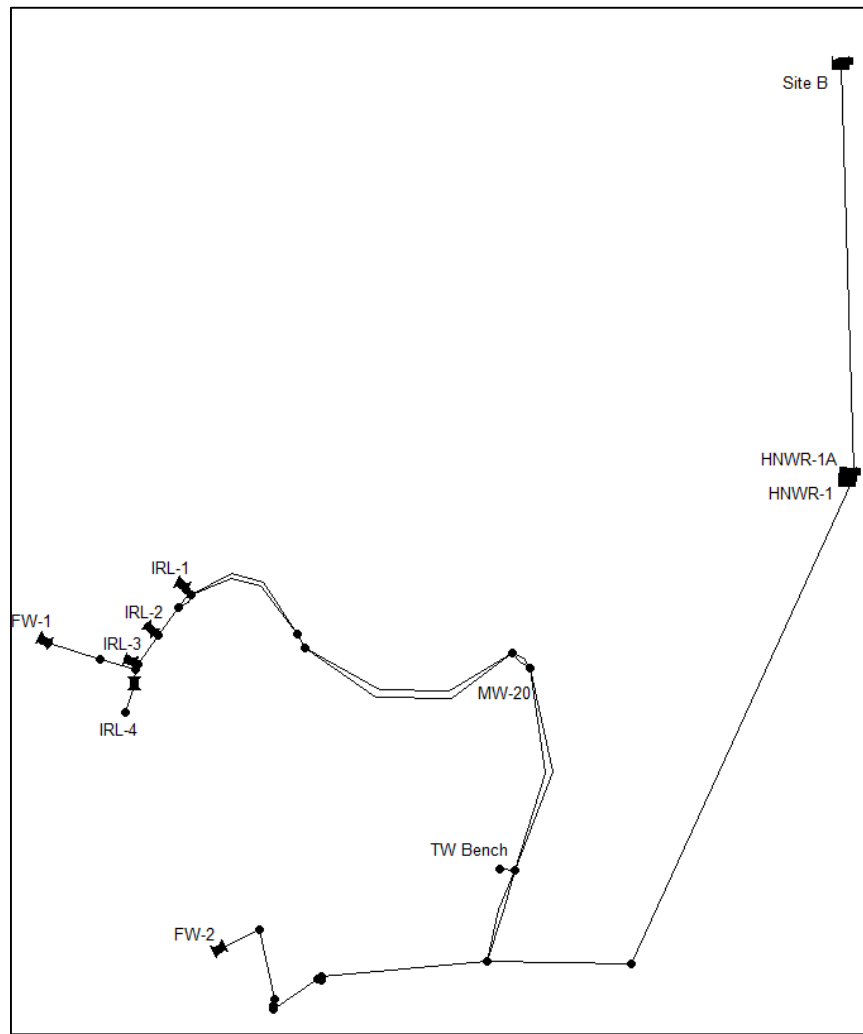 Site B
HNWR-1A
HNWR-1
IRL-1
IRL-2
FW-1
IRL-3
MW-20
IRL-4
TW Bench
FW-2